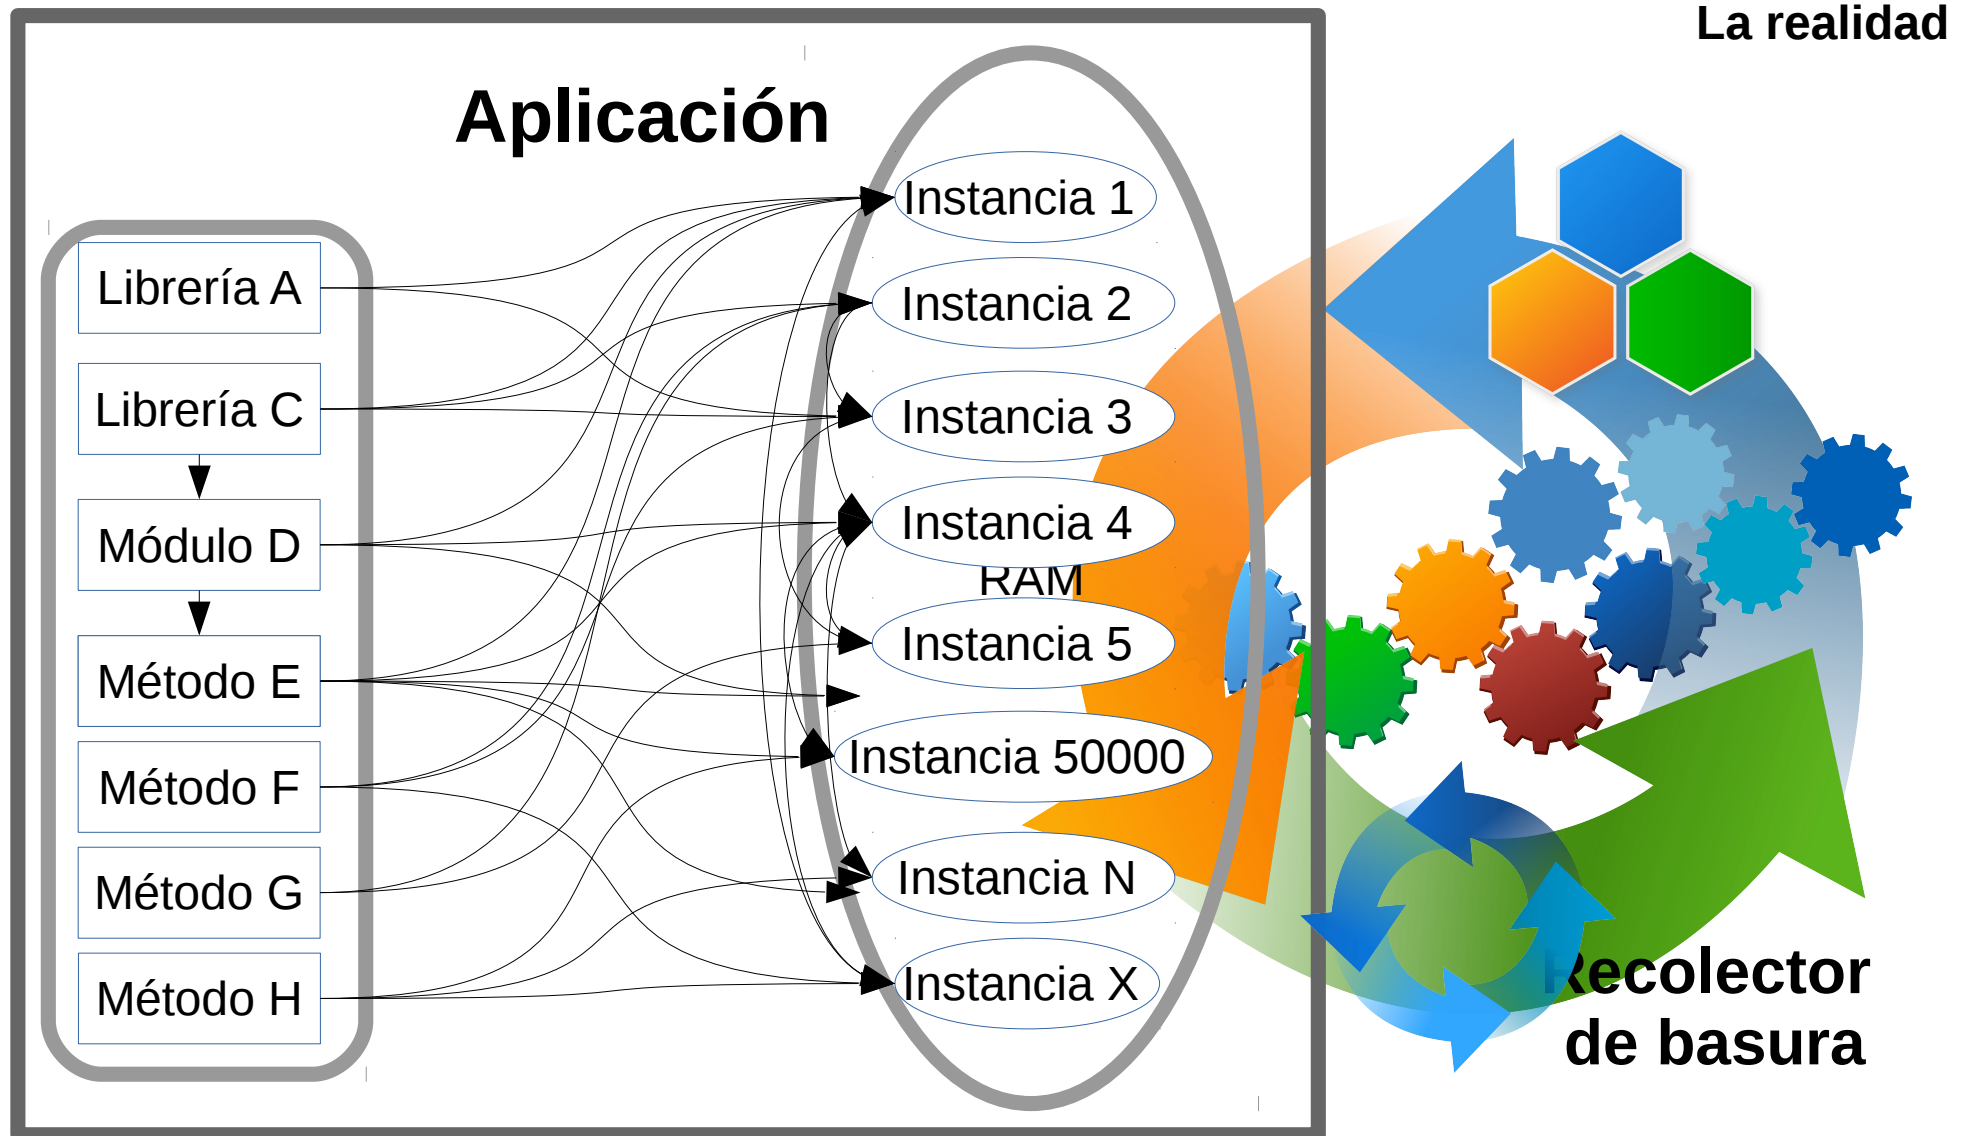 La realidad
Aplicación
Librería A
Librería C
Módulo D
Método E
Método F
Método G
Método H
Instancia 1
Instancia 2
Instancia 3
Instancia 4
RAM
Instancia 5
Instancia 50000
Instancia N
Instancia X
Recolector
de basura